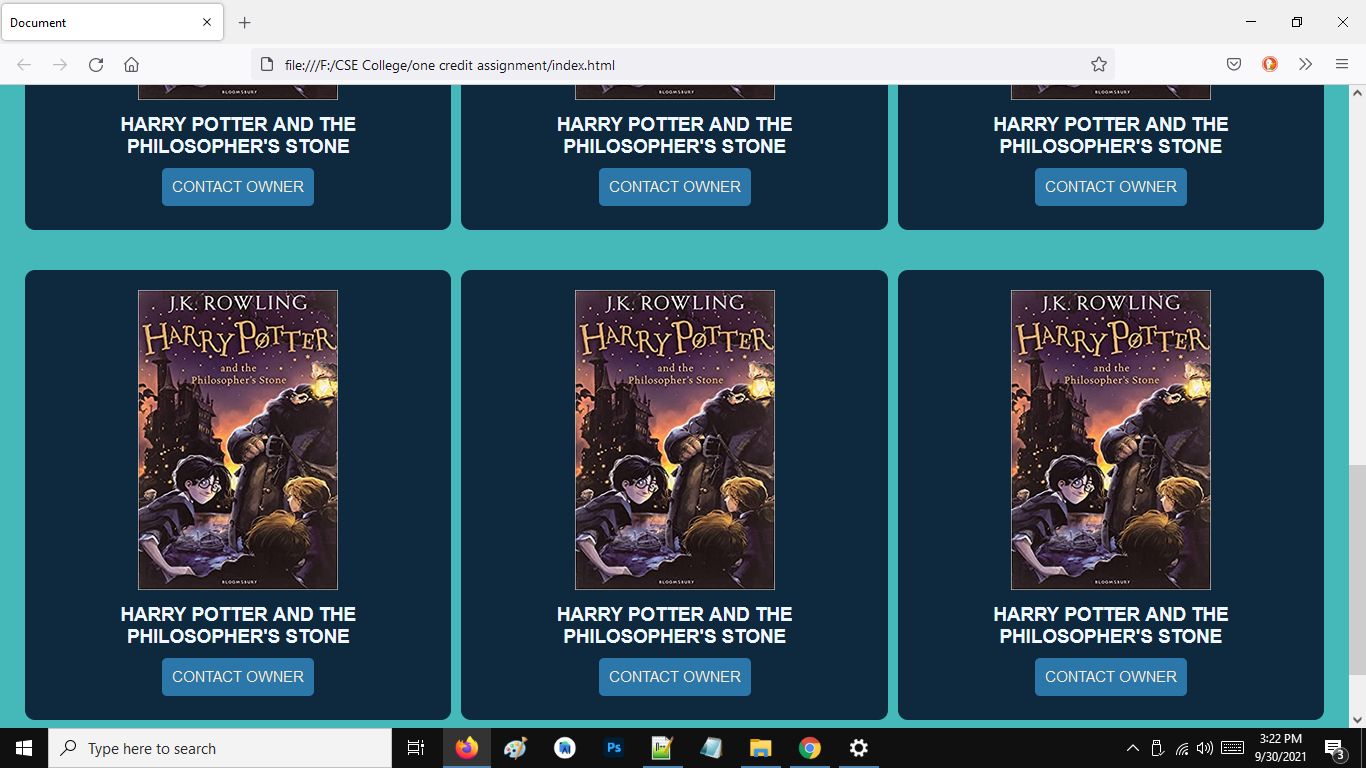 Document
file:///F:/CSE College/one credit assignment/index.html
BLOOMSBURY BLOOMSBURY BLOOMSBURY
HARRY POTTER AND THE HARRY POTTER AND THE HARRY POTTER AND THE
PHILOSOPHER'S STONE PHILOSOPHER'S STONE PHILOSOPHER'S STONE
CONTACT OWNER CONTACT OWNER CONTACT OWNER
J.K. ROWLING J.K. ROWLING J.K. ROWLING
HARRY POTTER HARRY POTTER HARRY POTTER
and the and the and the
Philosopher's Stone Philosopher's Stone Philosopher's Stone
BLOOMSBURY BLOOMSBURY BLOOMSBURY
HARRY POTTER AND THE HARRY POTTER AND THE HARRY POTTER AND THE
PHILOSOPHER'S STONE PHILOSOPHER'S STONE PHILOSOPHER'S STONE
CONTACT OWNER CONTACT OWNER CONTACT OWNER
Type here to search
Ps
3:22 PM
9/30/2021
3